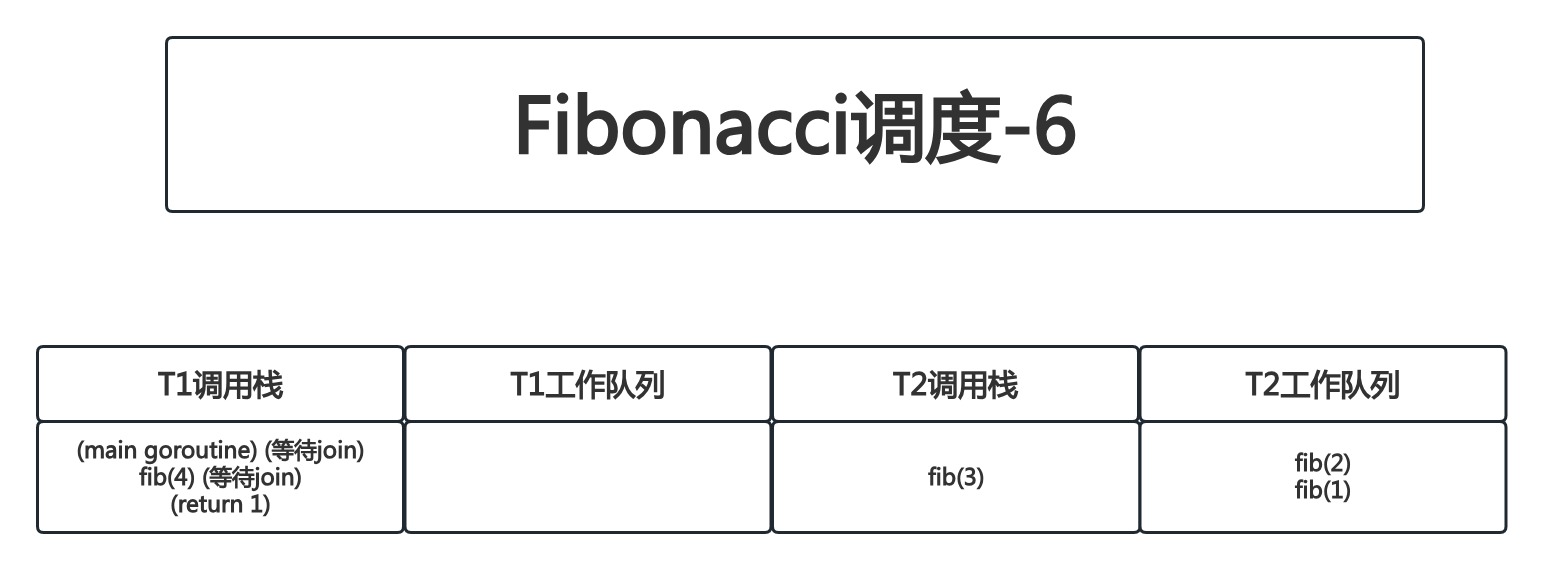 Fibonacci调度-6
T1调用栈
T1工作队列
T2调用栈
T2工作队列
(main goroutine) (等待join)
fib(4) (等待join)
(return 1)
fib(3)
fib(2)
fib(1)